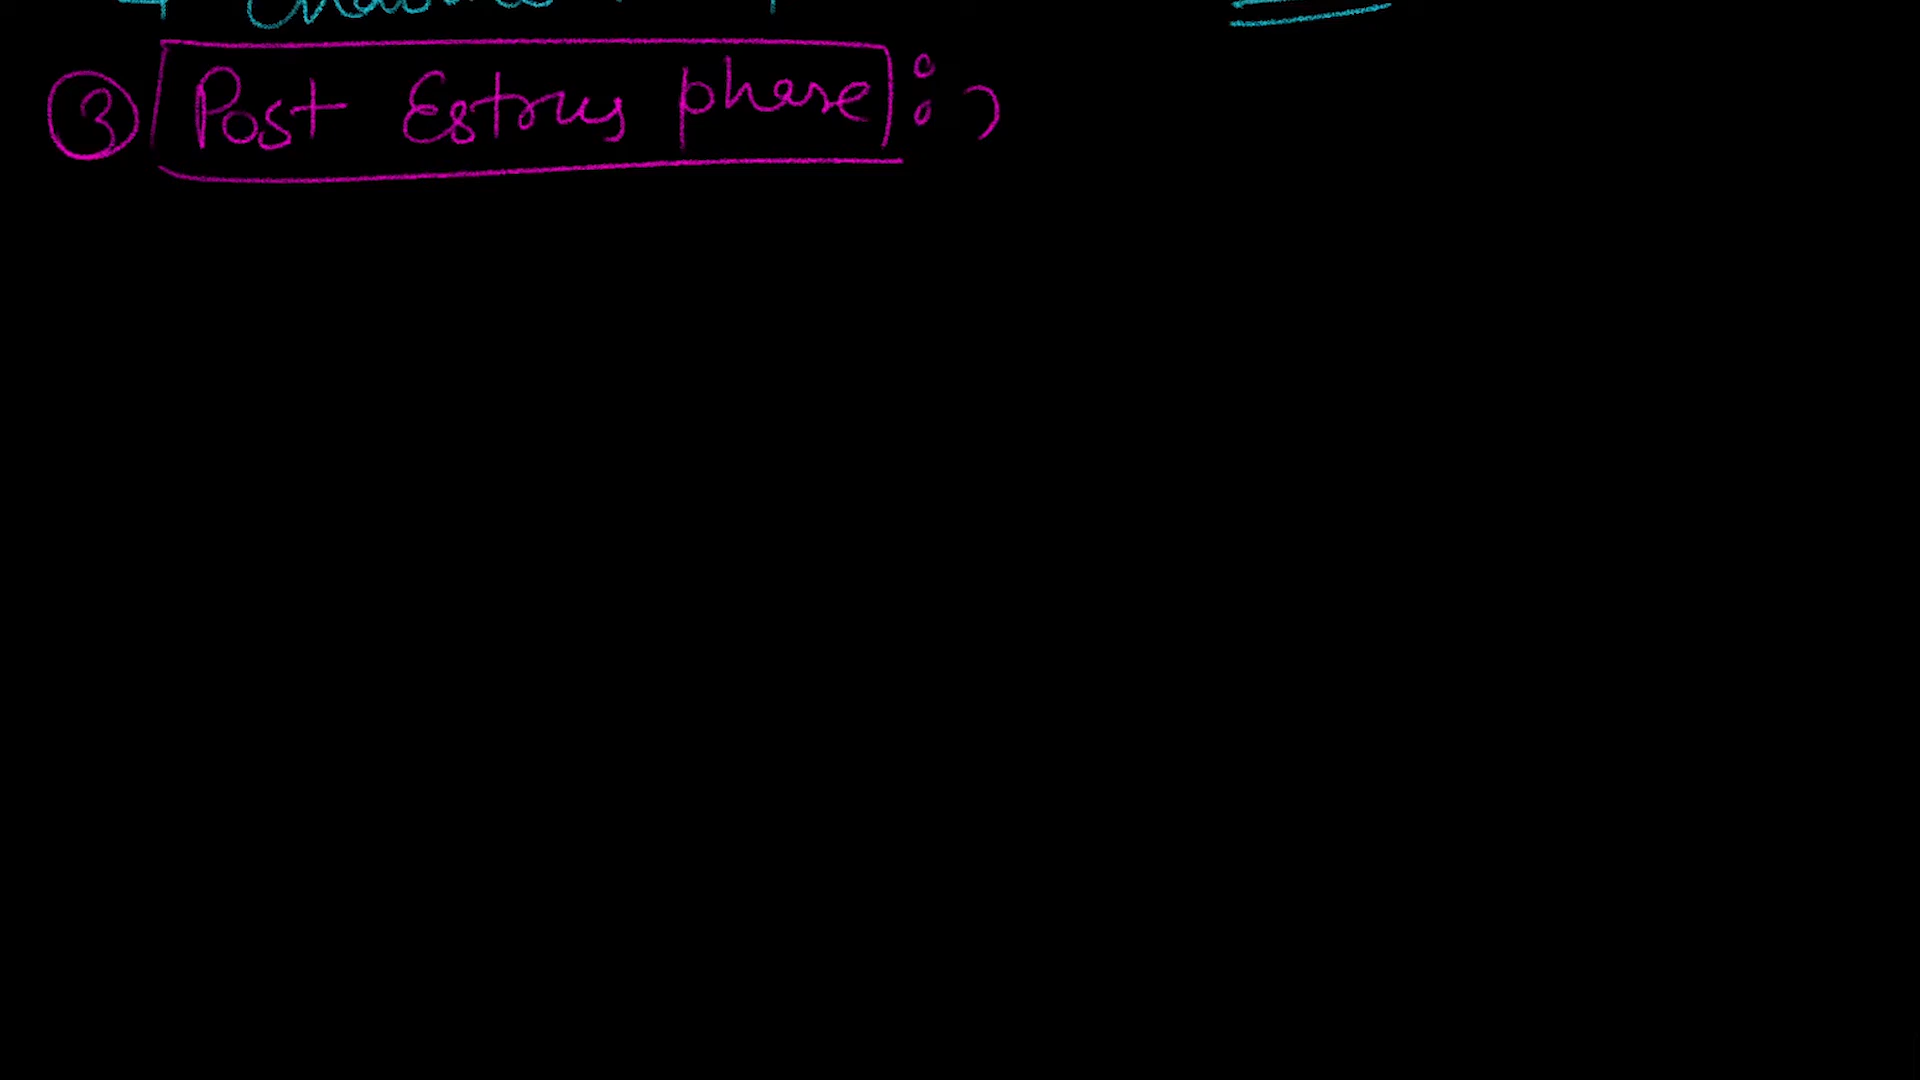 ③ Post Estrus phase :